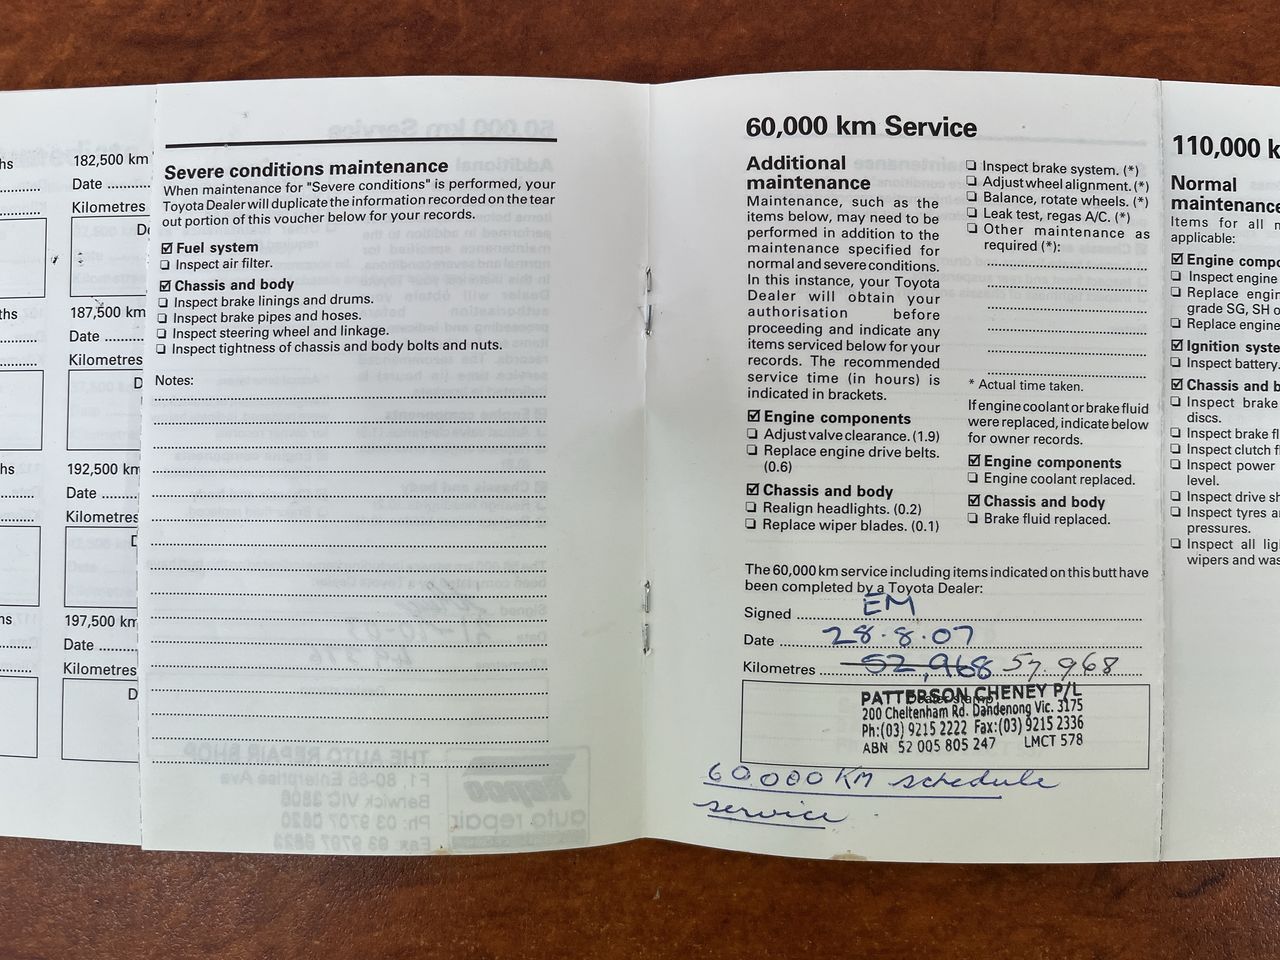 ths
182,500 km
Date
Kilometres
ths
187,500 km
Date
Kilometres
D
ths
192,500 km
Date
Kilometres
D
ns
197,500 km
Date
Kilometres
D
Severe conditions maintenance
When maintenance for "Severe conditions" is performed, your
Toyota Dealer will duplicate the information recorded on the tear
out portion of this voucher below for your records.
☑ Fuel system
❏ Inspect air filter.
☑ Chassis and body
❏ Inspect brake linings and drums.
❏ Inspect brake pipes and hoses.
❏ Inspect steering wheel and linkage.
❏ Inspect tightness of chassis and body bolts and nuts.
Notes:
60,000 km Service
Additional
maintenance
Maintenance, such as the
items below, may need to be
performed in addition to the
maintenance specified for
normal and severe conditions.
In this instance, your Toyota
Dealer will obtain your
authorisation before
proceeding and indicate any
items serviced below for your
records. The recommended
service time (in hours) is
indicated in brackets.
☑ Engine components
❏ Adjust valve clearance. (1.9)
❏ Replace engine drive belts.
(0.6)
☑ Chassis and body
❏ Realign headlights. (0.2)
❏ Replace wiper blades. (0.1)
❏ Inspect brake system. (*)
❏ Adjust wheel alignment. (*)
❏ Balance, rotate wheels. (*)
❏ Leak test, regas A/C. (*)
❏ Other maintenance as
required (*):
* Actual time taken.
If engine coolant or brake fluid
were replaced, indicate below
for owner records.
☑ Engine components
❏ Engine coolant replaced.
☑ Chassis and body
❏ Brake fluid replaced.
The 60,000 km service including items indicated on this butt have
been completed by a Toyota Dealer:
Signed EM
Date 28.8.07
Kilometres 52,968 57.968
Dealer stamp
PATTERSON CHENEY P/L
200 Cheltenham Rd. Dandenong Vic. 3175
Ph:(03) 9215 2222 Fax:(03) 9215 2336
ABN 52 005 805 247 LMCT 578
60.000 KM schedule
service
110,000 k
Normal
maintenance
Items for all
applicable:
☑ Engine compo
❏ Inspect engine
❏ Replace engin
grade SG, SH o
❏ Replace engine
☑ Ignition syste
❏ Inspect battery.
☑ Chassis and b
❏ Inspect brake
discs.
❏ Inspect brake fl
❏ Inspect clutch f
❏ Inspect power
level.
❏ Inspect drive sh
❏ Inspect tyres a
pressures.
❏ Inspect all lig
wipers and was